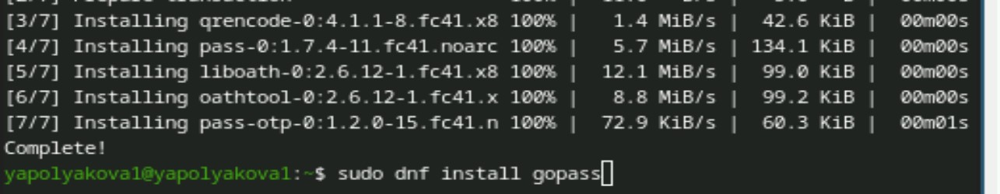 [3/7] Installing qrencode-0:4.1.1-8.fc41.x8 100% | 1.4 MiB/s | 42.6 KiB | 00m00s
[4/7] Installing pass-0:1.7.4-11.fc41.noarc 100% | 5.7 MiB/s | 134.1 KiB | 00m00s
[5/7] Installing liboath-0:2.6.12-1.fc41.x8 100% | 12.1 MiB/s | 99.0 KiB | 00m00s
[6/7] Installing oathtool-0:2.6.12-1.fc41.x 100% | 8.8 MiB/s | 99.2 KiB | 00m00s
[7/7] Installing pass-otp-0:1.2.0-15.fc41.n 100% | 72.9 KiB/s | 60.3 KiB | 00m01s
Complete!
yapolyakova1@yapolyakova1:~$ sudo dnf install gopass